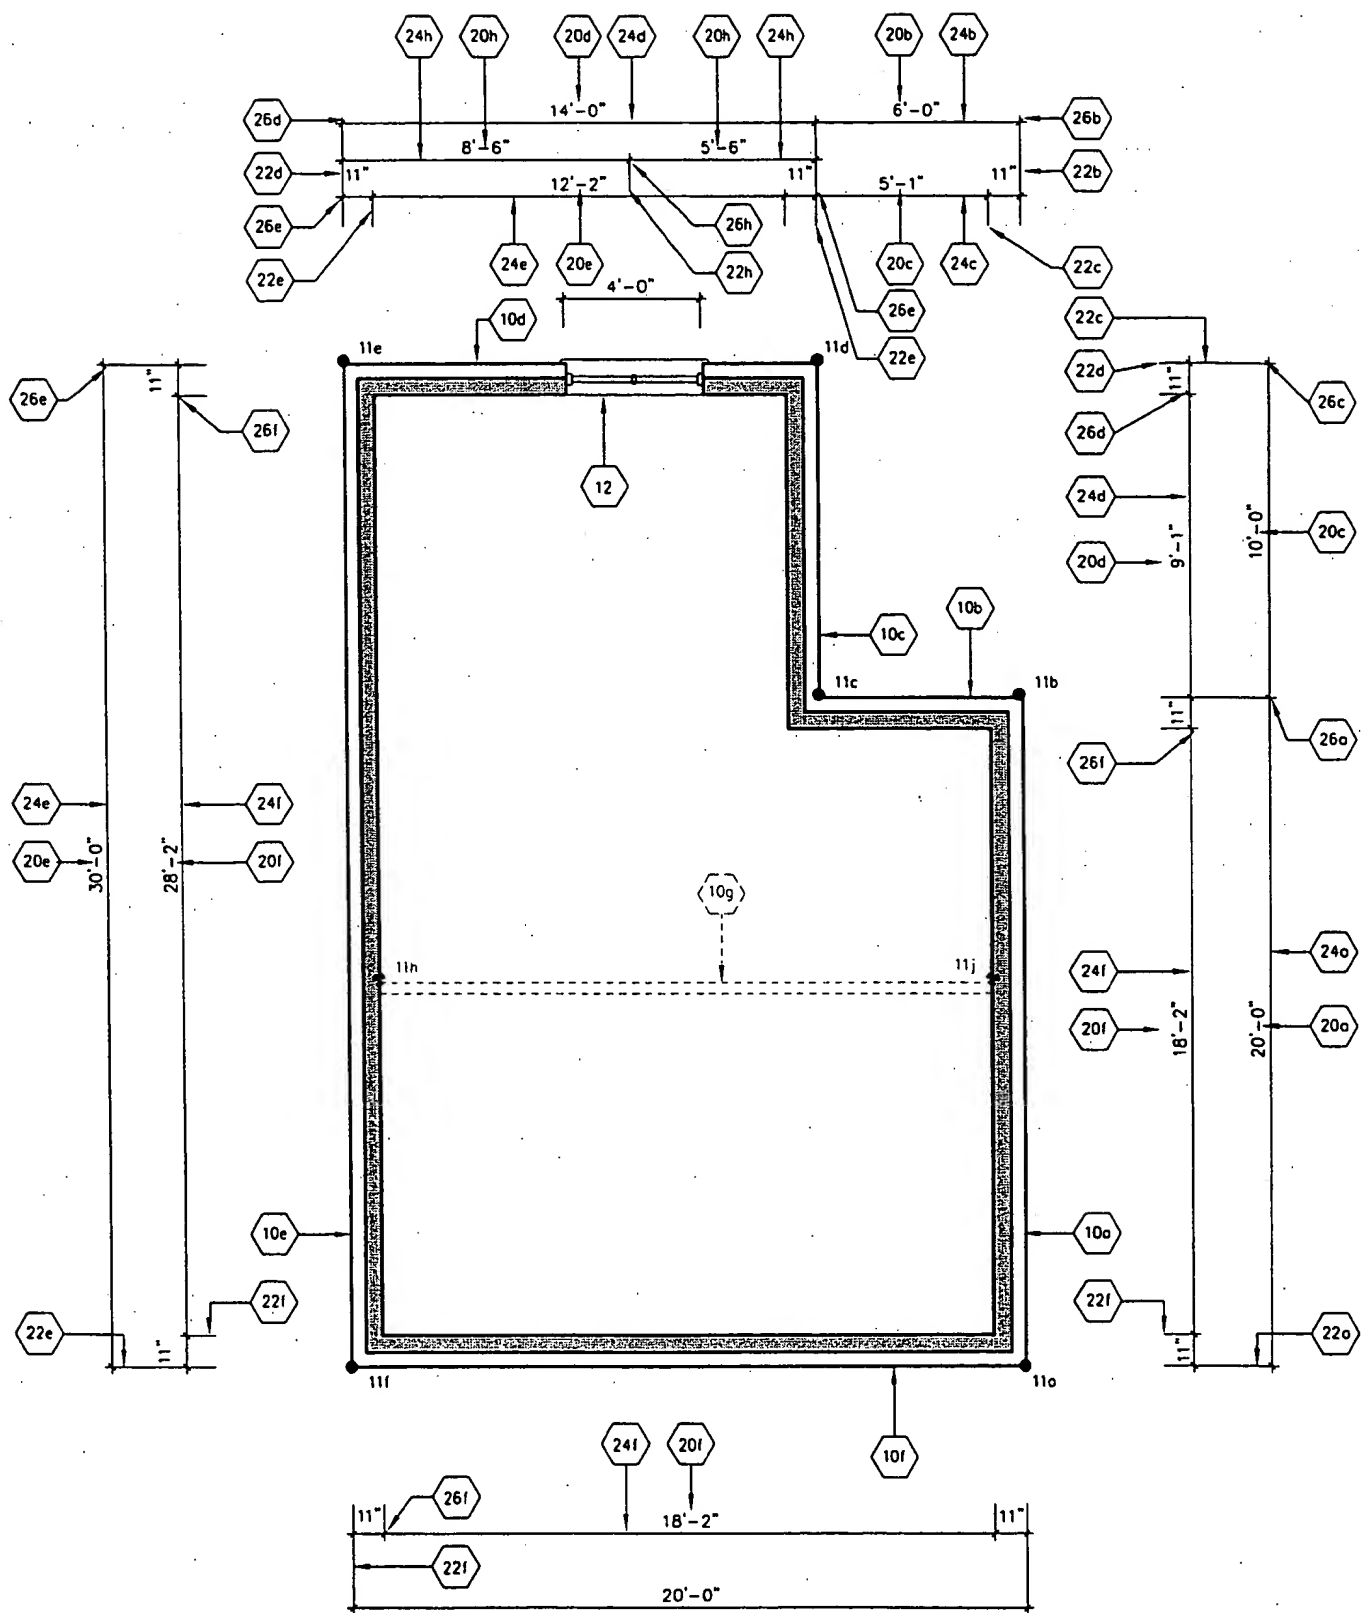 24h 20h 20d 24d 20h 24h 20b 24b
14'-0" 6'-0"
26d 26b
8'-6" 5'-6"
22d 11" 12'-2" 11" 5'-1" 11" 22b
26e 26h
22e 24e 20e 22h 20c 24c 22c
4'-0" 26e
10d 22c
11e 11d 22e
26e 11" 22d 11" 26c
26f 26d
12
24d
9'-1" 10'-0" 20c
20d
10b
10c
11c 11b
11" 26a
26f
24e 24f
20e 30'-0" 28'-2" 20f
10g
24a
11h 11j 24f
20f 18'-2" 20'-0" 20a
10e 10a
22f 22f
22e 11" 11" 22a
11f 11a
24f 20f 10f
26f
11" 18'-2" 11"
22f
20'-0"